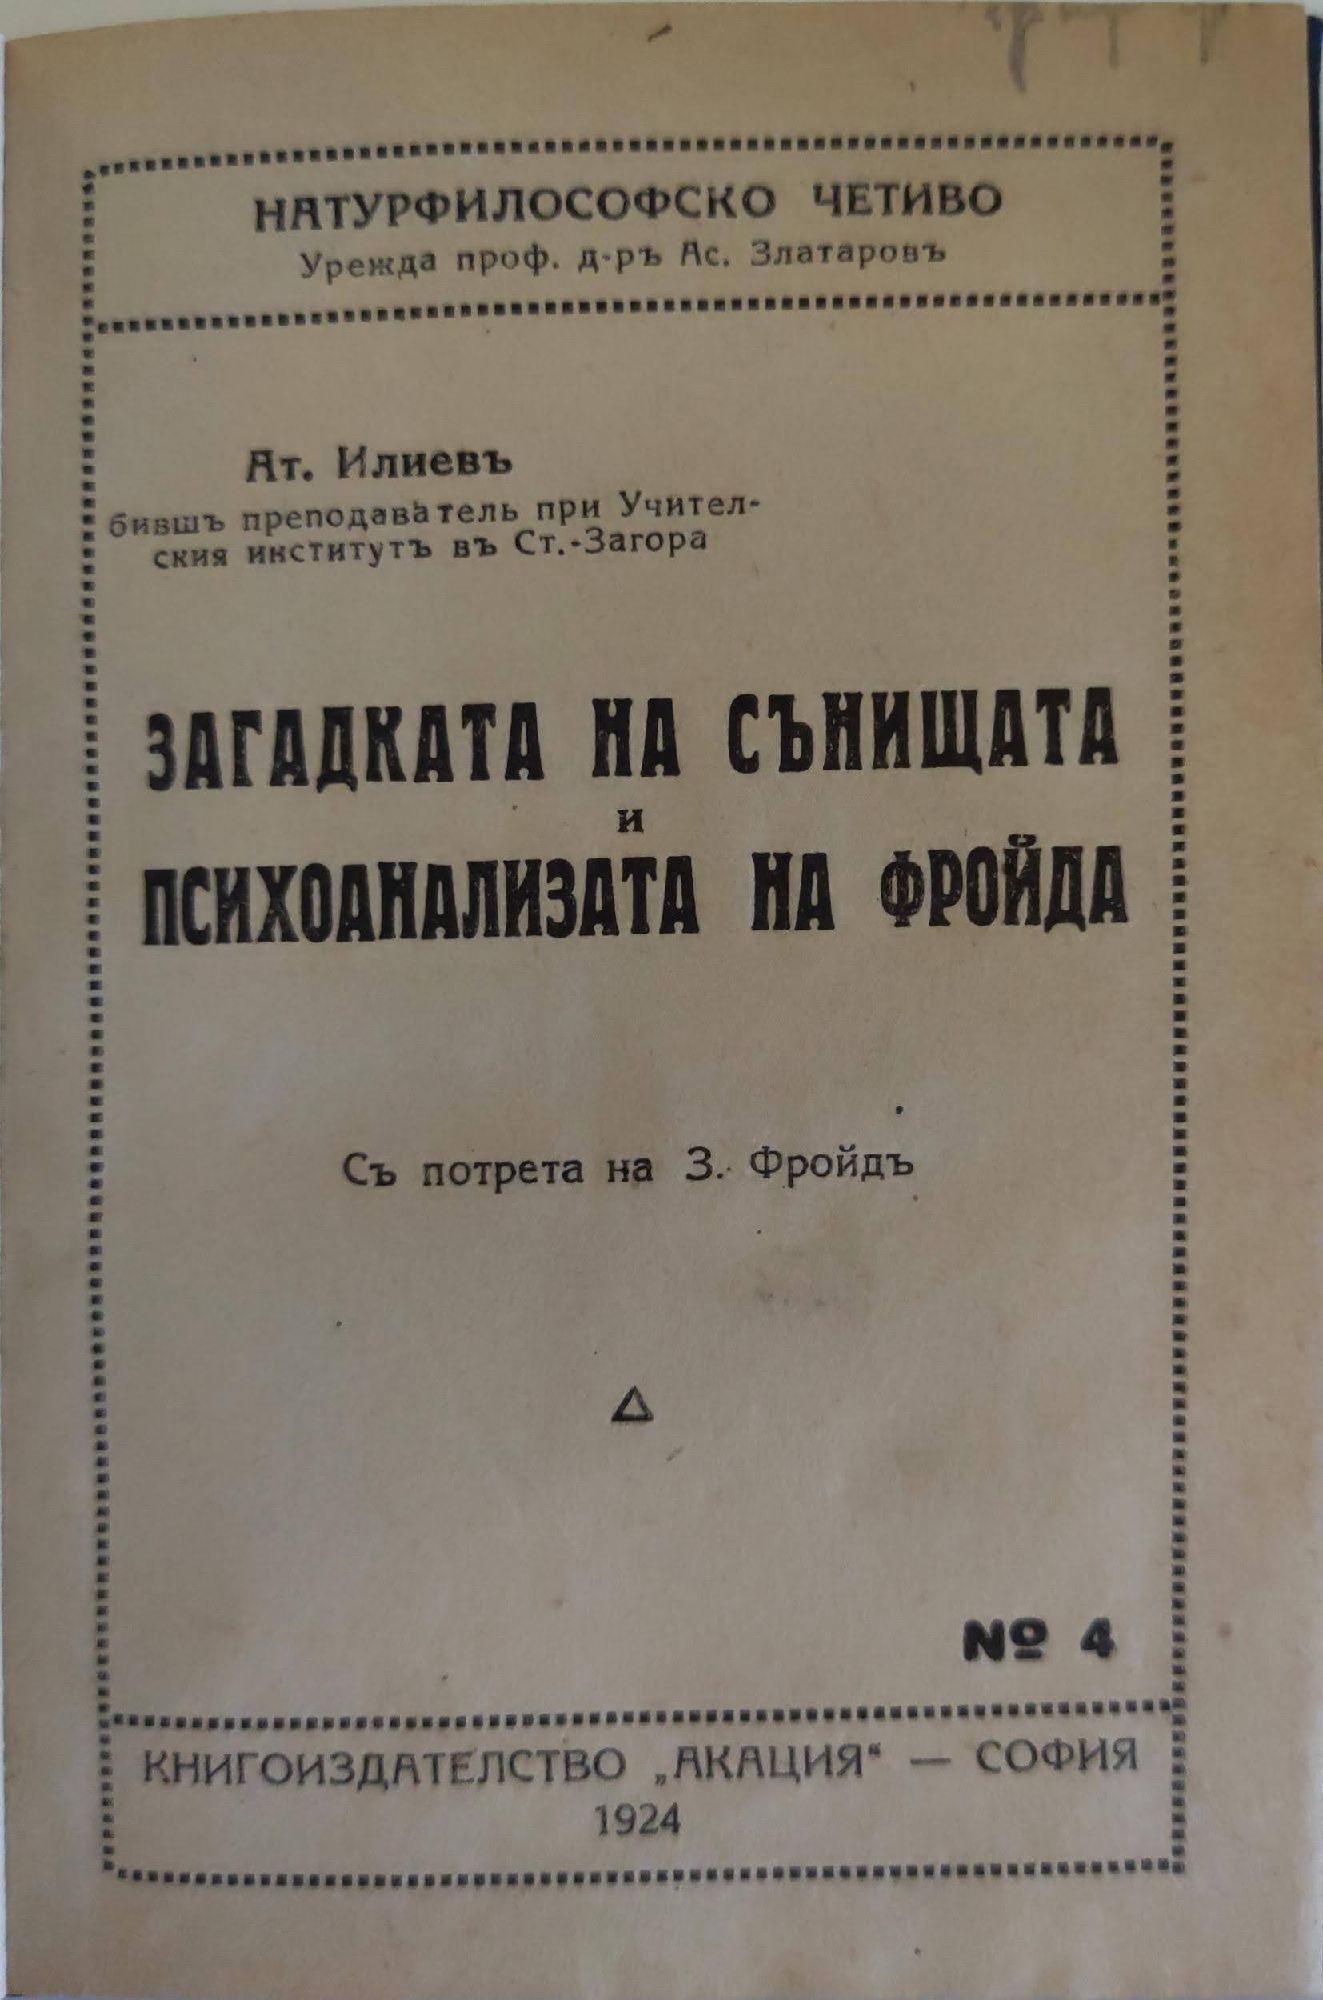 НАТУРФИЛОСОФСКО ЧЕТИВО
Урежда проф. д-ръ Ас. Златаровъ
Ат. Илиевъ
бившъ преподаватель при Учител-
ския институтъ въ Ст.-Загора
ЗАГАДКАТА НА СЪНИЩАТА
и
ПСИХОАНАЛИЗАТА НА ФРОЙДА
Съ потрета на З. Фройдъ
№ 4
КНИГОИЗДАТЕЛСТВО „АКАЦИЯ“ — СОФИЯ
1924